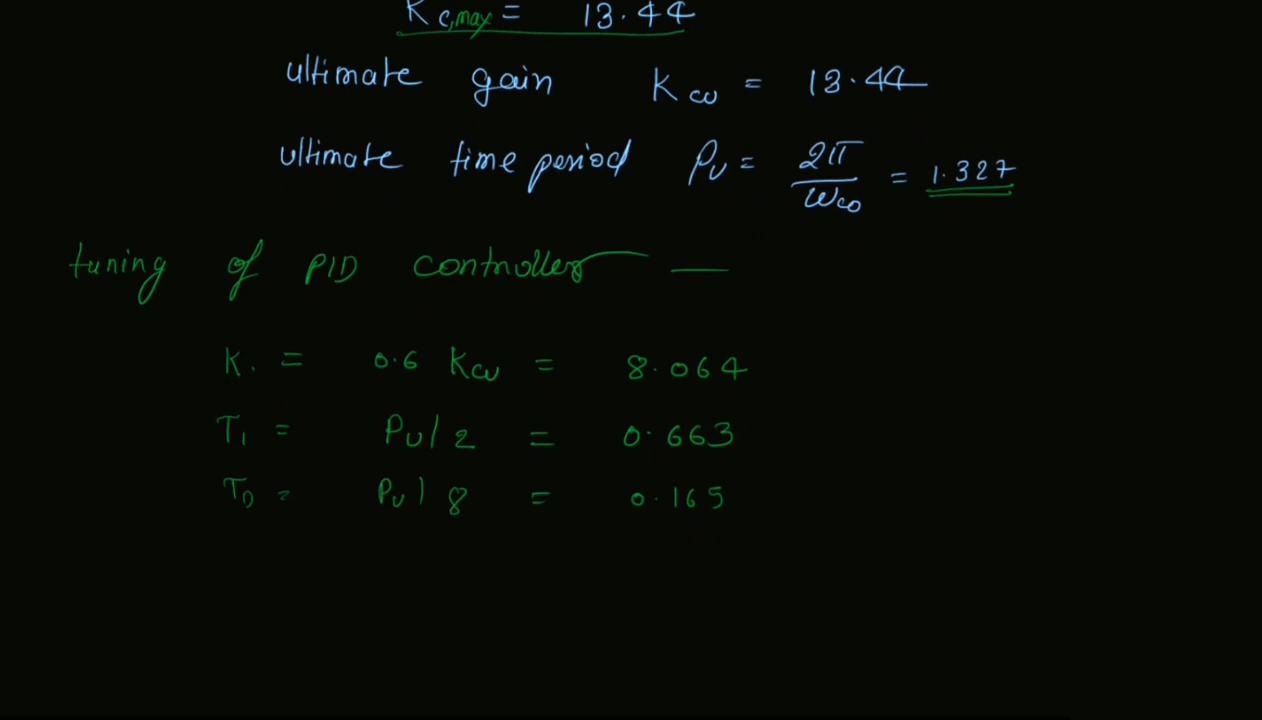 Kc,max = 13.44
ultimate gain Kcu = 13.44
ultimate time period Pu = 2π/ωco = 1.327
tuning of PID controller —
K. = 0.6 Kcu = 8.064
TI = Pu/2 = 0.663
TD = Pu/8 = 0.165